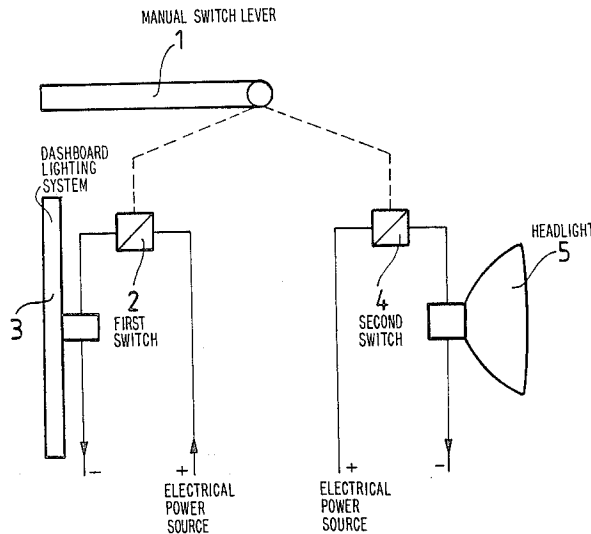 MANUAL SWITCH LEVER
1
DASHBOARD
LIGHTING
SYSTEM
3
2
FIRST
SWITCH
4
SECOND
SWITCH
HEADLIGHT
5
-
+
ELECTRICAL
POWER
SOURCE
+
ELECTRICAL
POWER
SOURCE
-